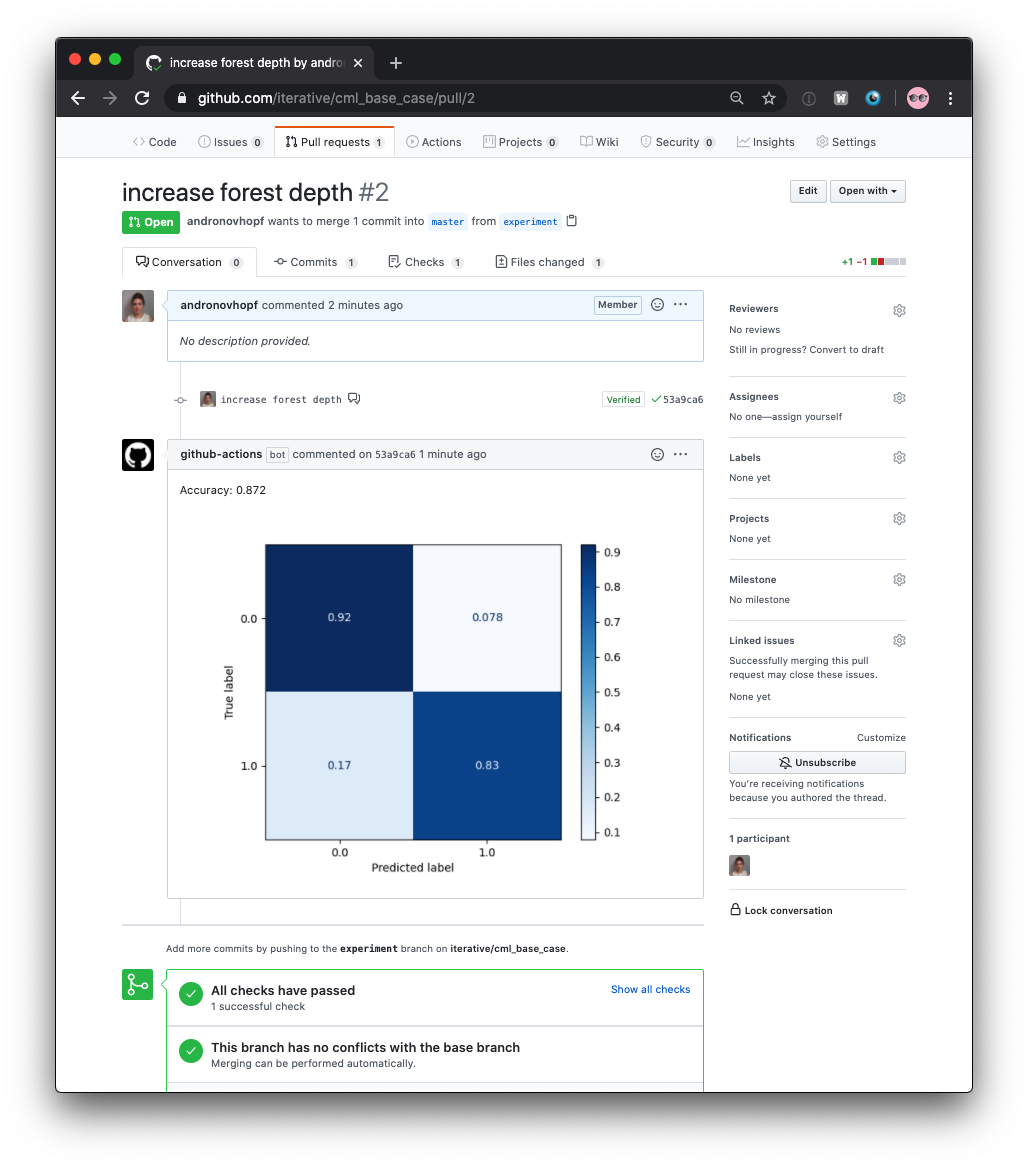 increase forest depth by andro
github.com/iterative/cml_base_case/pull/2
W
Code Issues 0 Pull requests 1 Actions Projects 0 Wiki Security 0 Insights Settings
increase forest depth #2
Edit Open with
Open andronovhopf wants to merge 1 commit into master from experiment
Conversation 0 Commits 1 Checks 1 Files changed 1 +1 −1
andronovhopf commented 2 minutes ago Member
No description provided.
increase forest depth Verified 53a9ca6
github-actions bot commented on 53a9ca6 1 minute ago
Accuracy: 0.872
0.9
0.8
0.7
0.6
0.5
0.4
0.3
0.2
0.1
0.0 0.92 0.078
True label
1.0 0.17 0.83
0.0 1.0
Predicted label
Add more commits by pushing to the experiment branch on iterative/cml_base_case.
All checks have passed Show all checks
1 successful check
This branch has no conflicts with the base branch
Merging can be performed automatically.
Reviewers
No reviews
Still in progress? Convert to draft
Assignees
No one—assign yourself
Labels
None yet
Projects
None yet
Milestone
No milestone
Linked issues
Successfully merging this pull
request may close these issues.
None yet
Notifications Customize
Unsubscribe
You're receiving notifications
because you authored the thread.
1 participant
Lock conversation